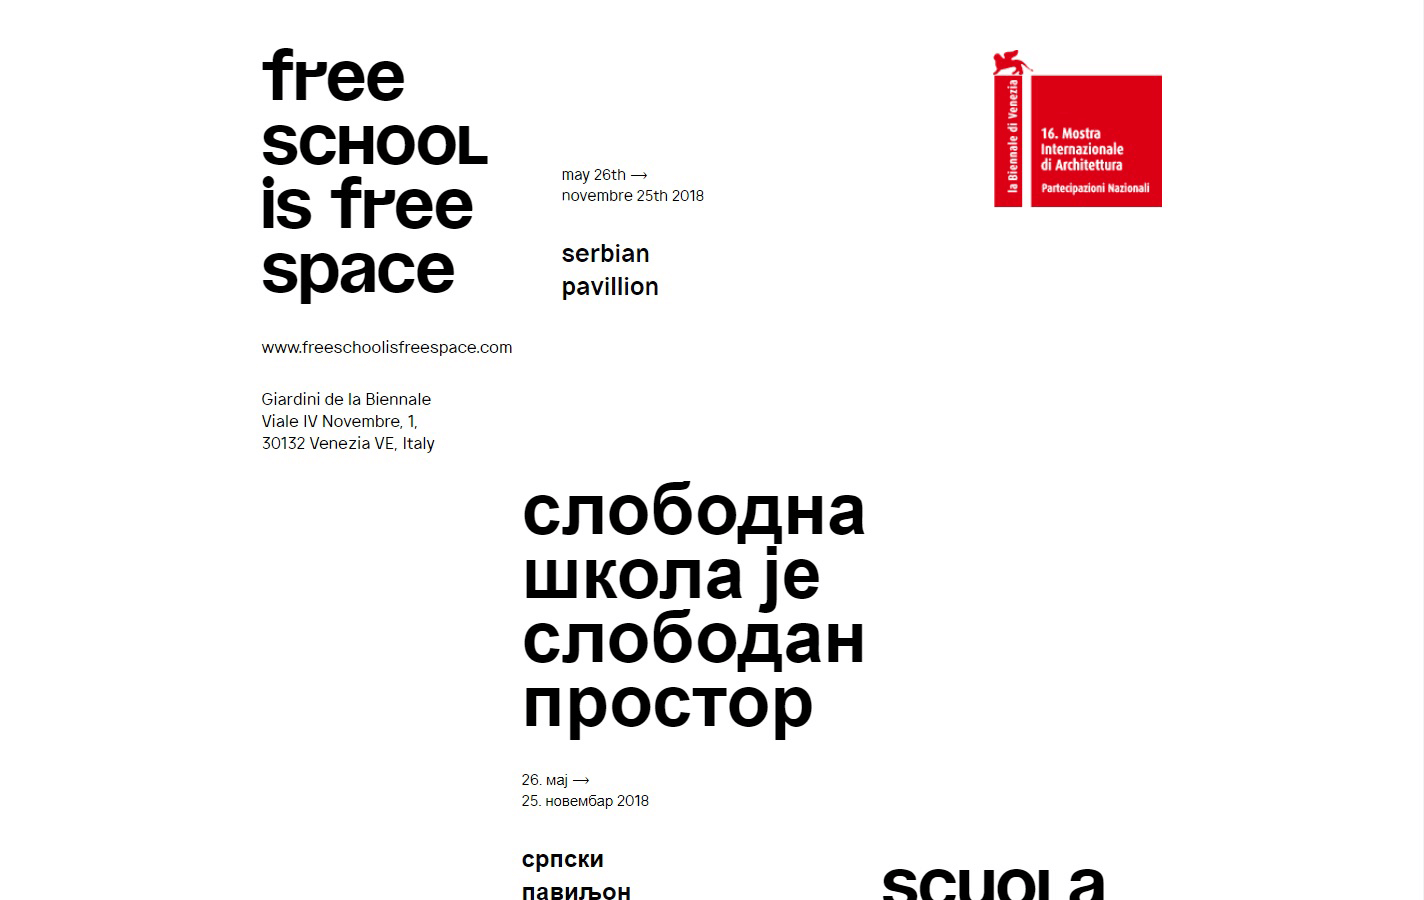 free
SCHOOL
is free
space
may 26th →
novembre 25th 2018
serbian
pavillion
www.freeschoolisfreespace.com
Giardini de la Biennale
Viale IV Novembre, 1,
30132 Venezia VE, Italy
la Biennale di Venezia
16. Mostra
Internazionale
di Architettura
Partecipazioni Nazionali
слободна
школа је
слободан
простор
26. мај →
25. новембар 2018
српски
павиљон
scuola